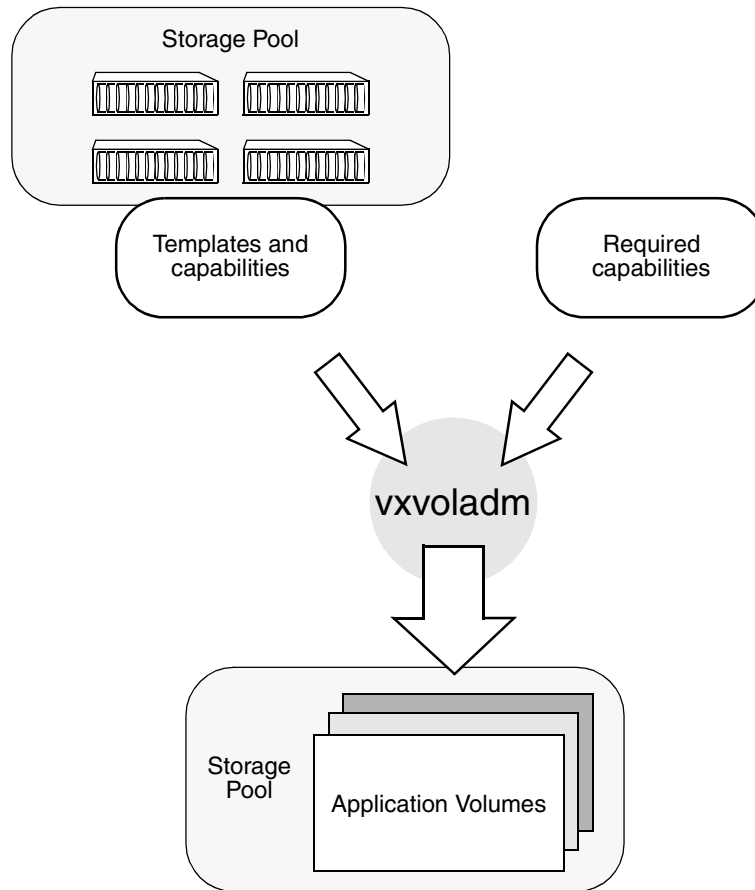 Storage Pool
Templates and
capabilities
Required
capabilities
vxvoladm
Storage
Pool
Application Volumes